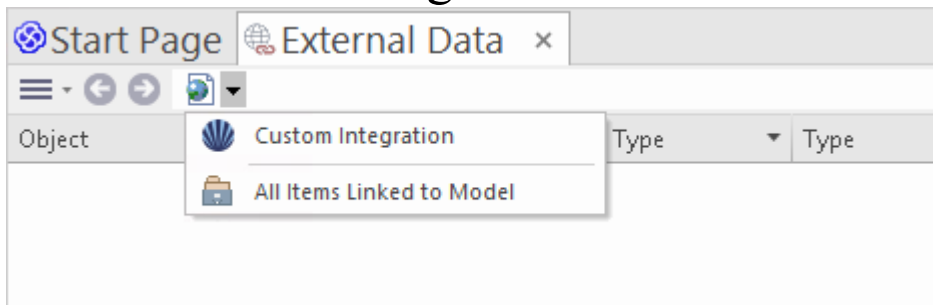 Start Page External Data ×
Object Type Type
Custom Integration
All Items Linked to Model